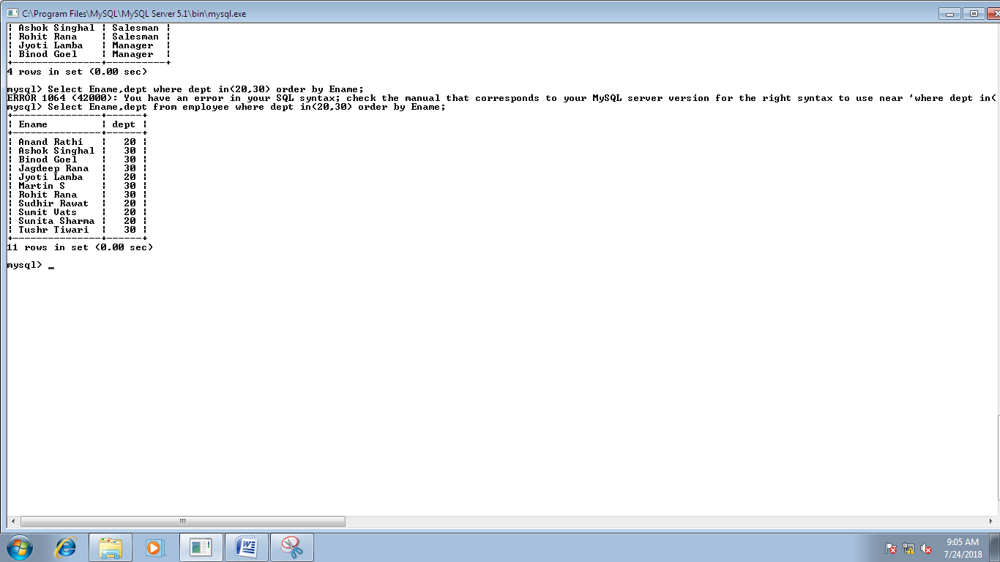 C:\Program Files\MySQL\MySQL Server 5.1\bin\mysql.exe
| Ashok Singhal | Salesman |
| Rohit Rana | Salesman |
| Jyoti Lamba | Manager |
| Binod Goel | Manager |
+---------------+----------+
4 rows in set (0.00 sec)
mysql> Select Ename,dept where dept in(20,30) order by Ename;
ERROR 1064 (42000): You have an error in your SQL syntax; check the manual that corresponds to your MySQL server version for the right syntax to use near 'where dept in(
mysql> Select Ename,dept from employee where dept in(20,30) order by Ename;
+---------------+------+
| Ename | dept |
+---------------+------+
| Anand Rathi | 20 |
| Ashok Singhal | 30 |
| Binod Goel | 30 |
| Jagdeep Rana | 30 |
| Jyoti Lamba | 20 |
| Martin S | 30 |
| Rohit Rana | 30 |
| Sudhir Rawat | 20 |
| Sumit Vats | 20 |
| Sunita Sharma | 20 |
| Tushr Tiwari | 30 |
+---------------+------+
11 rows in set (0.00 sec)
mysql> _
9:05 AM
7/24/2018